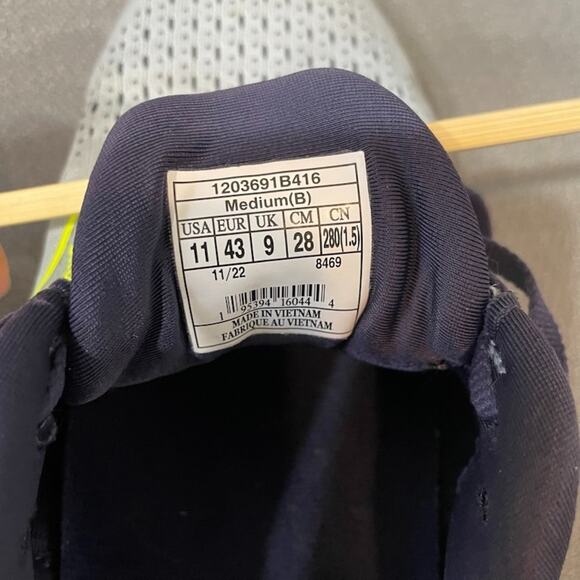 1203691B416
Medium(B)
USA EUR UK CM CN
11 43 9 28 280(1.5)
11/22 8469
1 95394 16044 4
MADE IN VIETNAM
FABRIQUE AU VIETNAM